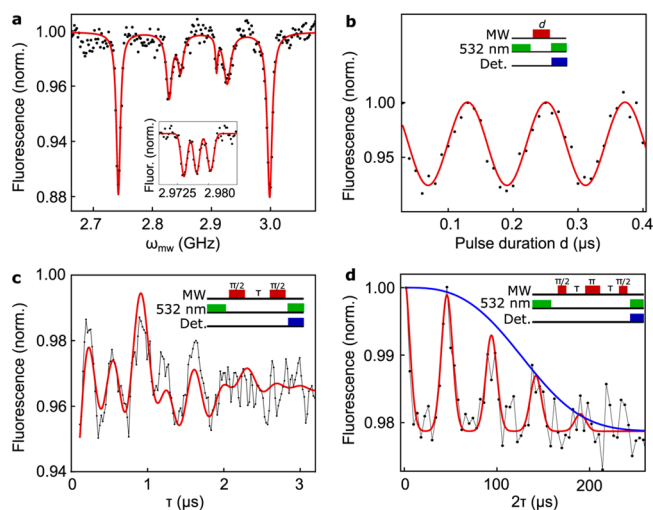 a
Fluorescence (norm.)
1.00
0.96
0.94
0.88
Fluor. (norm.)
2.9725 2.980
2.6 2.7 2.8 2.9 3.0
ω_mw (GHz)
b
d
MW
532 nm
Det.
Fluorescence (norm.)
1.00
0.95
0.1 0.2 0.3 0.4
Pulse duration d (µs)
c
π/2 π/2
MW τ
532 nm
Det.
Fluorescence (norm.)
1.00
0.98
0.96
0.94
0 1 2 3
τ (µs)
d
π/2 π π/2
MW τ τ
532 nm
Det.
Fluorescence (norm.)
1.00
0.99
0.98
0 100 200
2τ (µs)